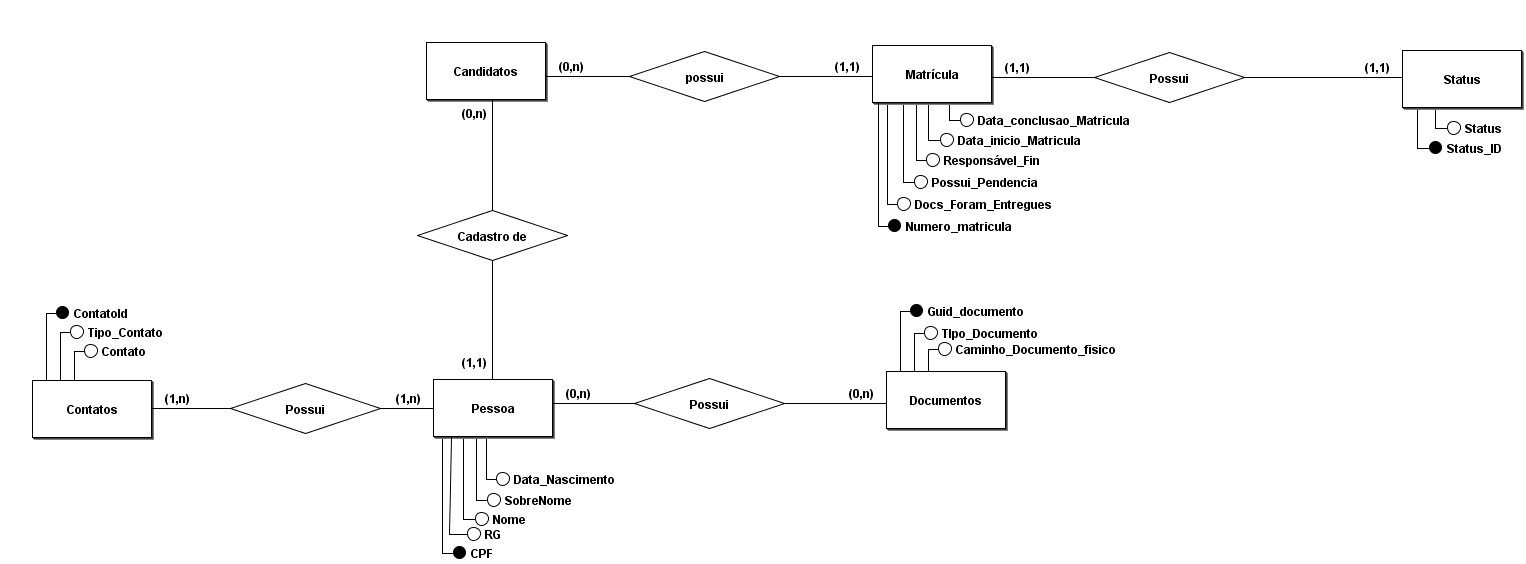 Candidatos
(0,n)
possui
(1,1)
Matrícula
(1,1)
Possui
(1,1)
Status
(0,n)
Data_conclusao_Matricula
Data_inicio_Matricula
Responsável_Fin
Possui_Pendencia
Docs_Foram_Entregues
Numero_matricula
Status
Status_ID
Cadastro de
(1,1)
ContatoId
Tipo_Contato
Contato
Contatos
(1,n)
Possui
(1,n)
Pessoa
(0,n)
Possui
(0,n)
Documentos
Guid_documento
TIpo_Documento
Caminho_Documento_fisico
Data_Nascimento
SobreNome
Nome
RG
CPF